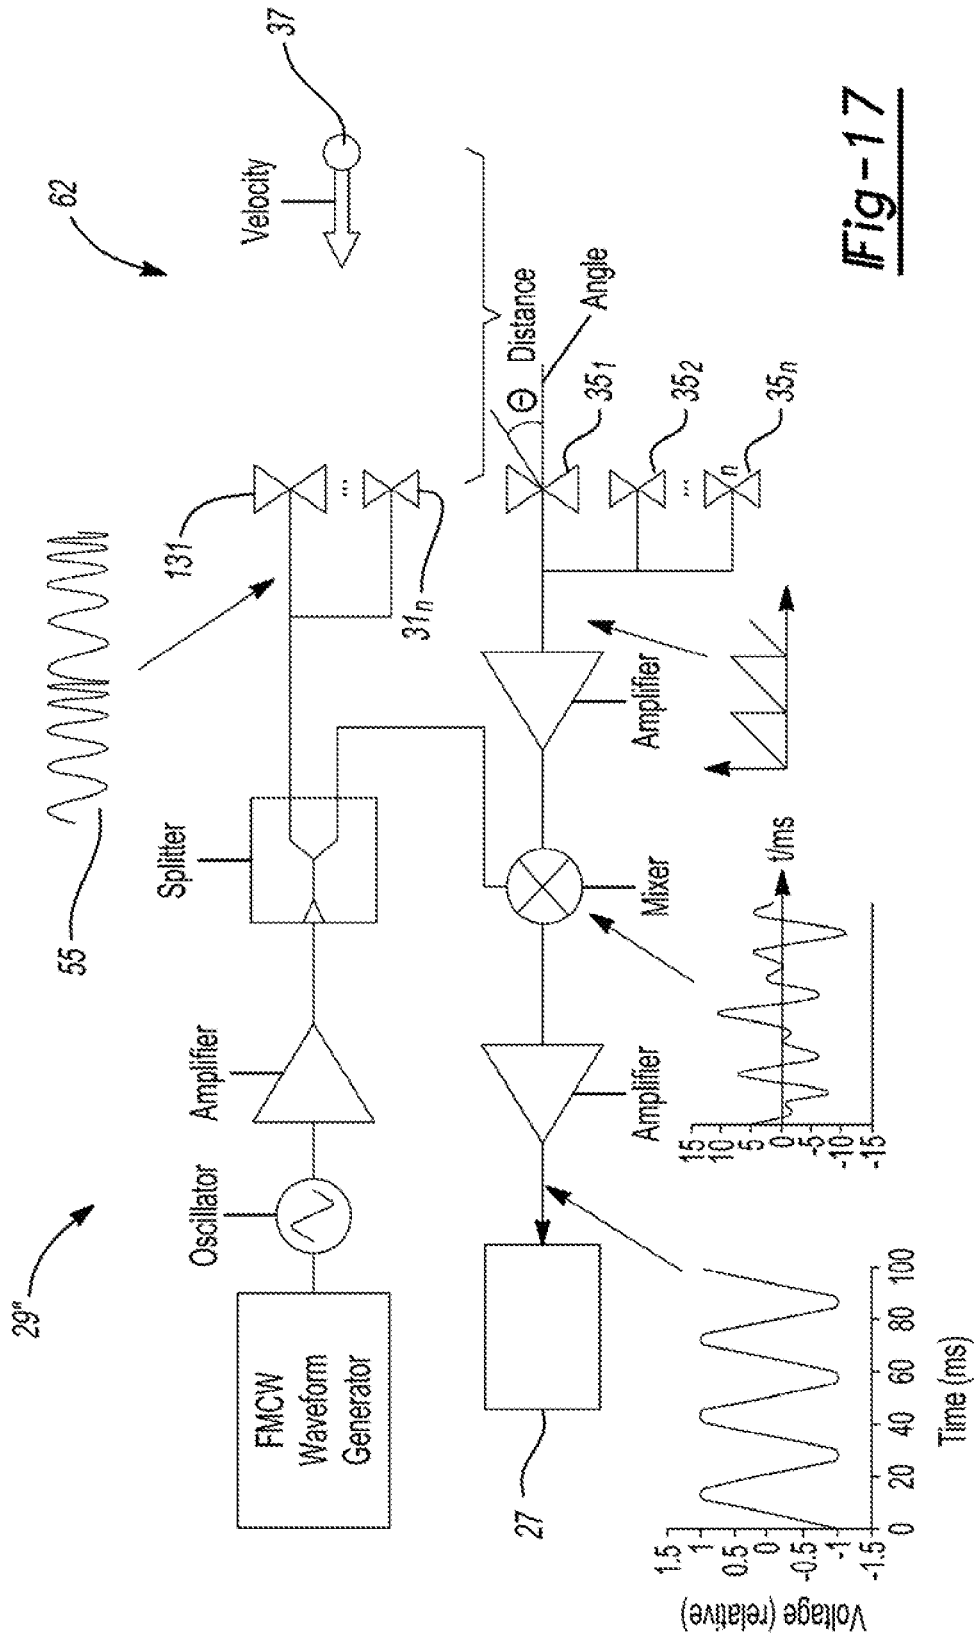 29"
62
55
131
31n
Velocity
37
Splitter
Amplifier
Oscillator
FMCW
Waveform
Generator
Distance
Θ
Angle
351
352
n
35n
...
...
Amplifier
Mixer
Amplifier
27
t/ms
15
10
5
0
-5
-10
-15
Voltage (relative)
1.5
1
0.5
0
-0.5
-1
-1.5
0 20 40 60 80 100
Time (ms)
Fig-17